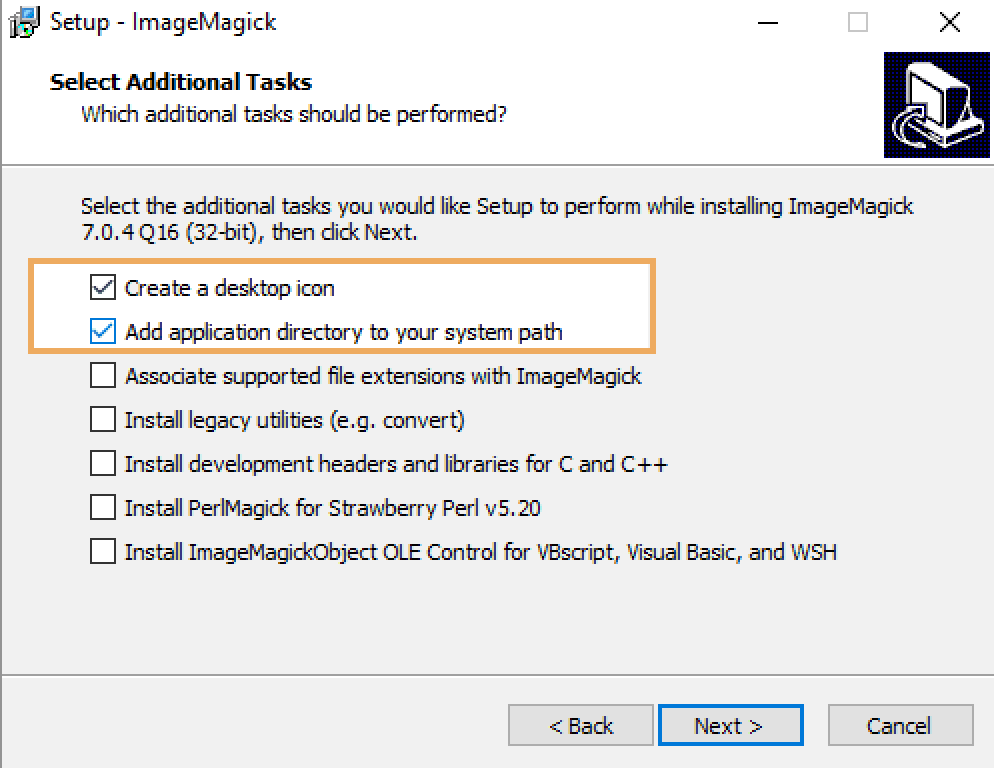 Setup - ImageMagick
Select Additional Tasks
Which additional tasks should be performed?
Select the additional tasks you would like Setup to perform while installing ImageMagick
7.0.4 Q16 (32-bit), then click Next.
Create a desktop icon
Add application directory to your system path
Associate supported file extensions with ImageMagick
Install legacy utilities (e.g. convert)
Install development headers and libraries for C and C++
Install PerlMagick for Strawberry Perl v5.20
Install ImageMagickObject OLE Control for VBscript, Visual Basic, and WSH
< Back
Next >
Cancel